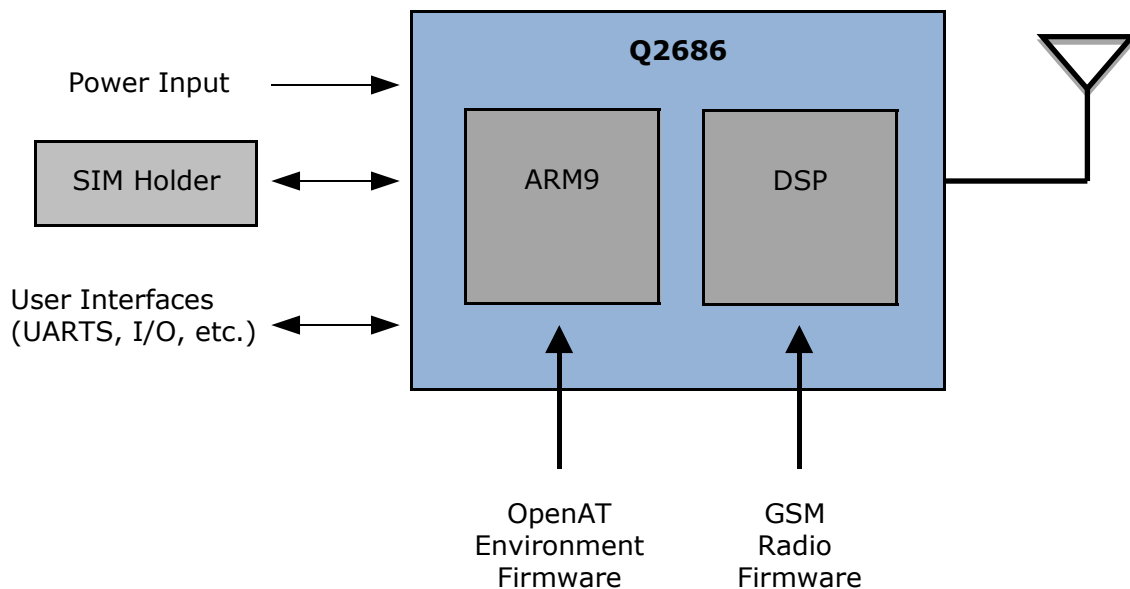 Q2686
Power Input
SIM Holder
ARM9
DSP
User Interfaces
(UARTS, I/O, etc.)
OpenAT
Environment
Firmware
GSM
Radio
Firmware